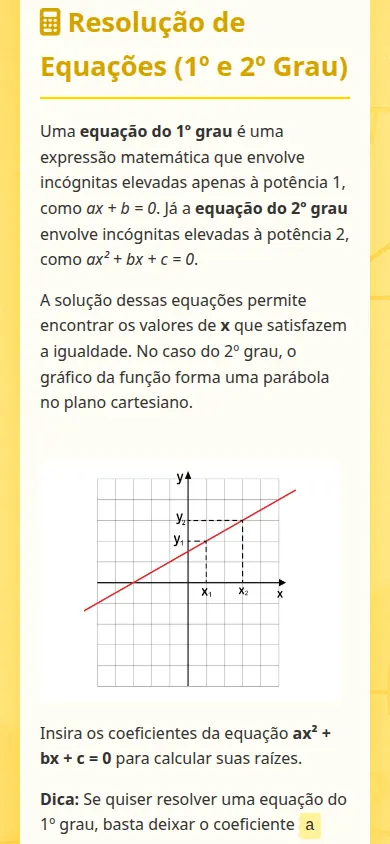 Resolução de
Equações (1º e 2º Grau)
Uma equação do 1º grau é uma
expressão matemática que envolve
incógnitas elevadas apenas à potência 1,
como ax + b = 0. Já a equação do 2º grau
envolve incógnitas elevadas à potência 2,
como ax² + bx + c = 0.
A solução dessas equações permite
encontrar os valores de x que satisfazem
a igualdade. No caso do 2º grau, o
gráfico da função forma uma parábola
no plano cartesiano.
y
y₂
y₁
x₁ x₂ x
Insira os coeficientes da equação ax² +
bx + c = 0 para calcular suas raízes.
Dica: Se quiser resolver uma equação do
1º grau, basta deixar o coeficiente a